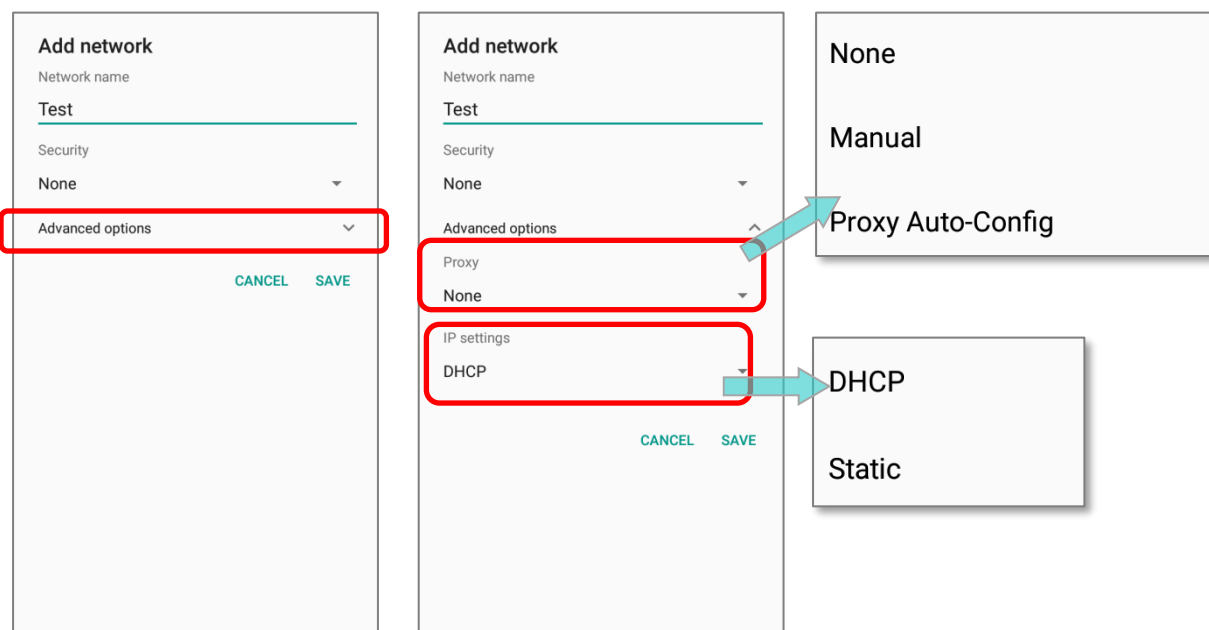 Add network
Network name
Test
Security
None
Advanced options
CANCEL SAVE
Add network
Network name
Test
Security
None
Advanced options
Proxy
None
IP settings
DHCP
CANCEL SAVE
None
Manual
Proxy Auto-Config
DHCP
Static